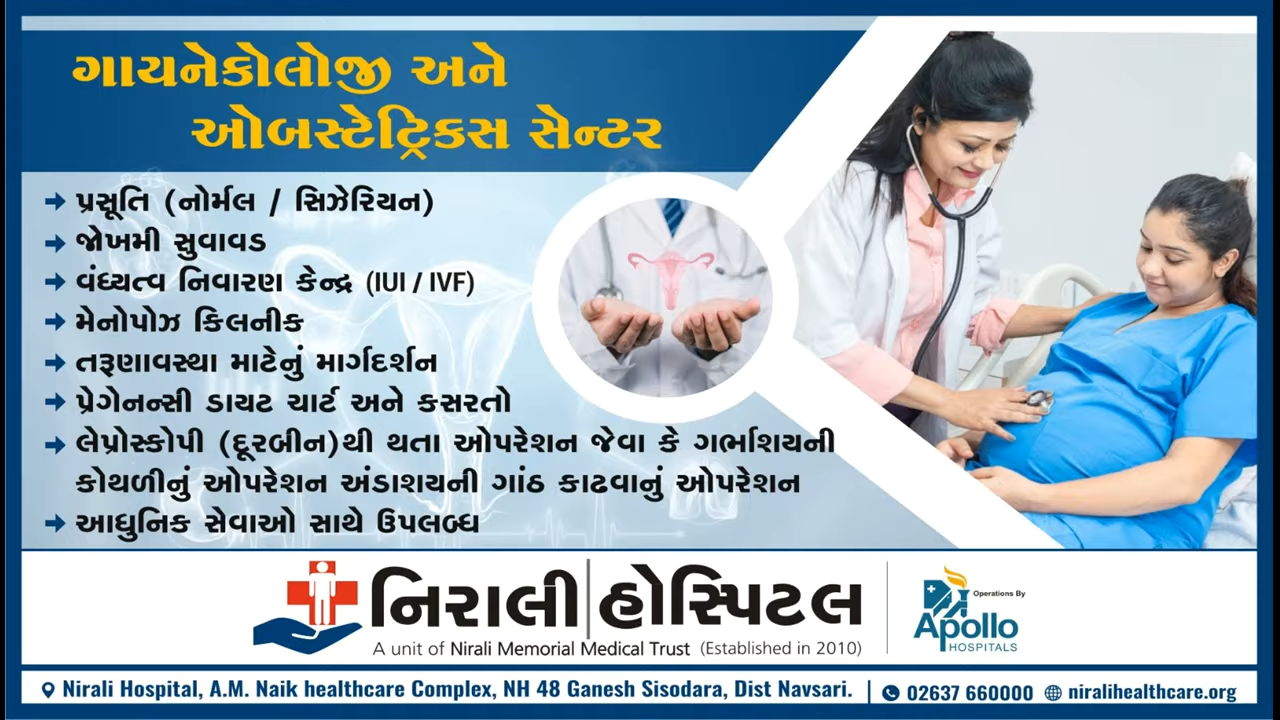 ગાયનેકોલોજી અને
ઓબસ્ટેટ્રિક્સ સેન્ટર
પ્રસૂતિ (નોર્મલ / સિઝેરિયન)
જોખમી સુવાવડ
વંધ્યત્વ નિવારણ કેન્દ્ર (IUI / IVF)
મેનોપોઝ કિલનીક
તરૂણાવસ્થા માટેનું માર્ગદર્શન
પ્રેગેનન્સી ડાયટ ચાર્ટ અને કસરતો
લેપ્રોસ્કોપી (દૂરબીન)થી થતા ઓપરેશન જેવા કે ગર્ભાશયની
કોથળીનું ઓપરેશન અંડાશયની ગાંઠ કાઢવાનું ઓપરેશન
આધુનિક સેવાઓ સાથે ઉપલબ્ધ
નિરાલી હોસ્પિટલ
A unit of Nirali Memorial Medical Trust (Established in 2010)
Operations By
Apollo
HOSPITALS
Nirali Hospital, A.M. Naik healthcare Complex, NH 48 Ganesh Sisodara, Dist Navsari. | 02637 660000 niralihealthcare.org